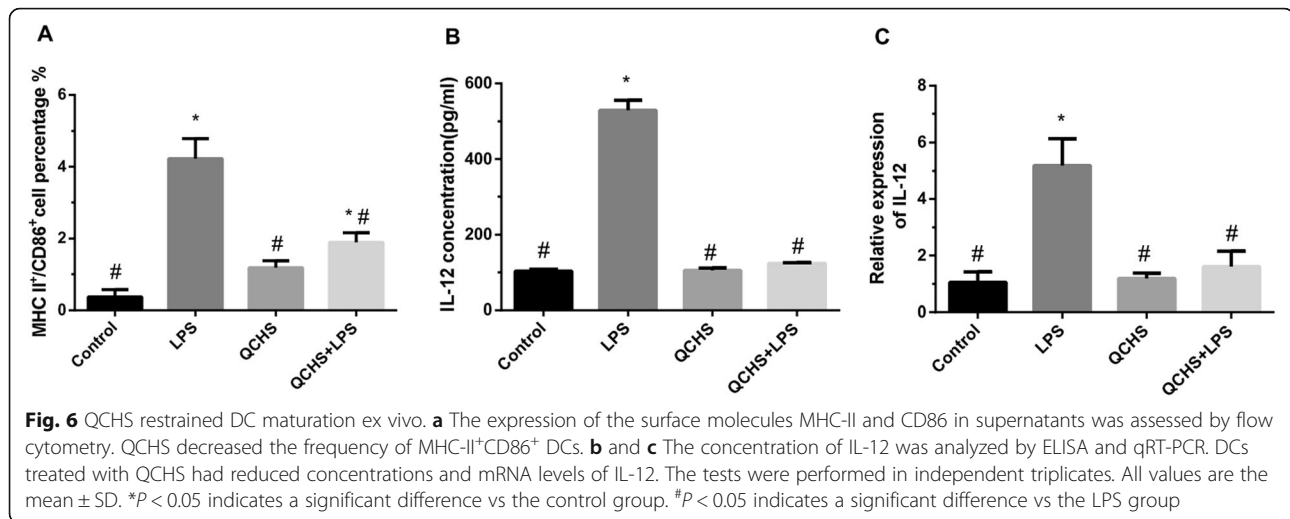 A
B
C
MHC II⁺/CD86⁺ cell percentage %
6
4
2
0
*
#
#
* #
Control
LPS
QCHS
QCHS+LPS
IL-12 concentration(pg/ml)
600
400
200
0
*
#
#
#
Control
LPS
QCHS
QCHS+LPS
Relative expression
of IL-12
8
6
4
2
0
*
#
#
#
Control
LPS
QCHS
QCHS+LPS
Fig. 6 QCHS restrained DC maturation ex vivo. a The expression of the surface molecules MHC-II and CD86 in supernatants was assessed by flow
cytometry. QCHS decreased the frequency of MHC-II⁺CD86⁺ DCs. b and c The concentration of IL-12 was analyzed by ELISA and qRT-PCR. DCs
treated with QCHS had reduced concentrations and mRNA levels of IL-12. The tests were performed in independent triplicates. All values are the
mean ± SD. *P < 0.05 indicates a significant difference vs the control group. #P < 0.05 indicates a significant difference vs the LPS group